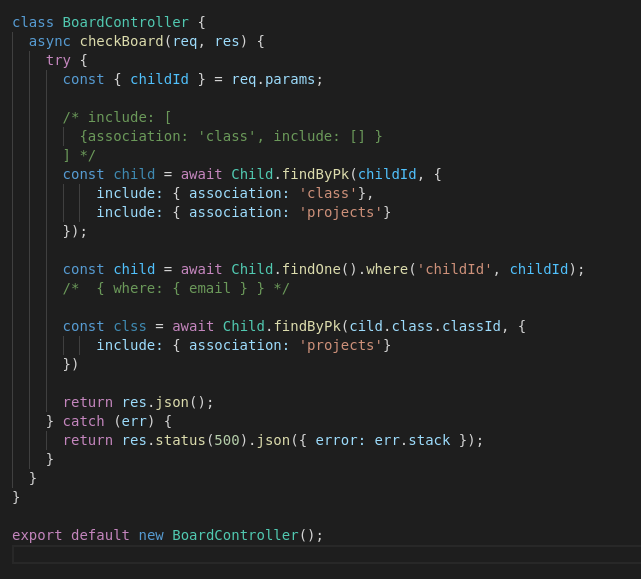 class BoardController {
  async checkBoard(req, res) {
    try {
      const { childId } = req.params;

      /* include: [
        {association: 'class', include: [] }
      ] */
      const child = await Child.findByPk(childId, {
          include: { association: 'class'},
          include: { association: 'projects'}
      });

      const child = await Child.findOne().where('childId', childId);
      /*  { where: { email } } */

      const clss = await Child.findByPk(cild.class.classId, {
          include: { association: 'projects'}
      })

      return res.json();
    } catch (err) {
      return res.status(500).json({ error: err.stack });
    }
  }
}

export default new BoardController();